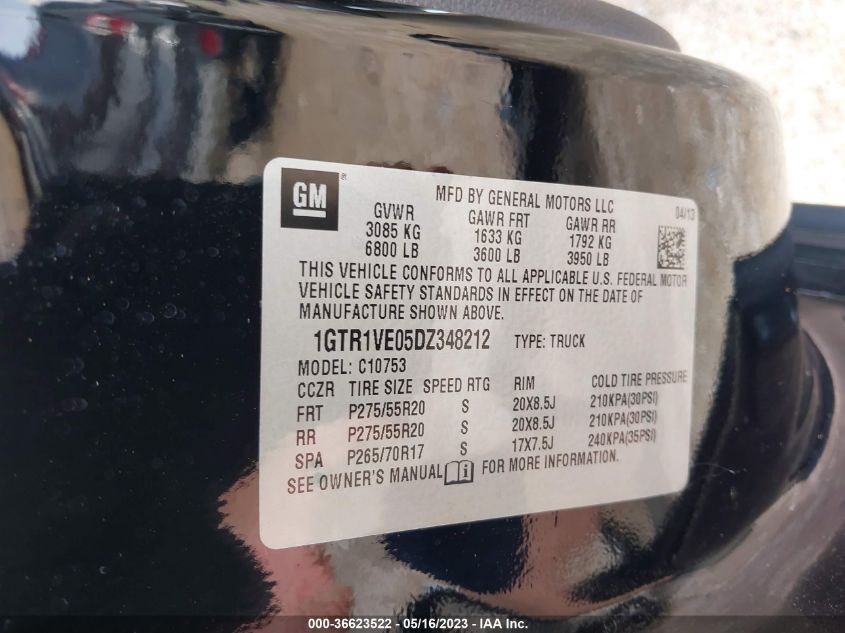 GM
MFD BY GENERAL MOTORS LLC
04/13
GVWR GAWR FRT GAWR RR
3085 KG 1633 KG 1792 KG
6800 LB 3600 LB 3950 LB
THIS VEHICLE CONFORMS TO ALL APPLICABLE U.S. FEDERAL MOTOR
VEHICLE SAFETY STANDARDS IN EFFECT ON THE DATE OF
MANUFACTURE SHOWN ABOVE.
1GTR1VE05DZ348212 TYPE: TRUCK
MODEL: C10753
CCZR TIRE SIZE SPEED RTG RIM COLD TIRE PRESSURE
FRT P275/55R20 S 20X8.5J 210KPA(30PSI)
RR P275/55R20 S 20X8.5J 210KPA(30PSI)
SPA P265/70R17 S 17X7.5J 240KPA(35PSI)
SEE OWNER'S MANUAL FOR MORE INFORMATION.
000-36623522 - 05/16/2023 - IAA Inc.